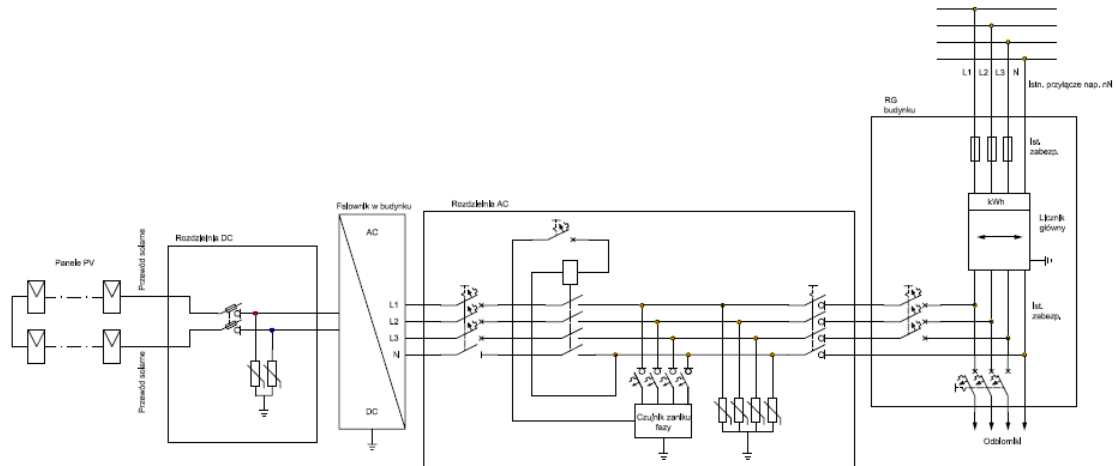 L1 L2 L3 N
Istn. przyłącze nap. nN
RG
budynku
Ist.
zabezp.
kWh
Licznik
główny
Falownik w budynku
Rozdzielnia AC
AC
Rozdzielnia DC
Panele PV
Przewód solarne
L1
L2
L3
N
Ist.
zabezp.
Przewód solarne
DC
Czujnik zaniku
fazy
Odbiorniki